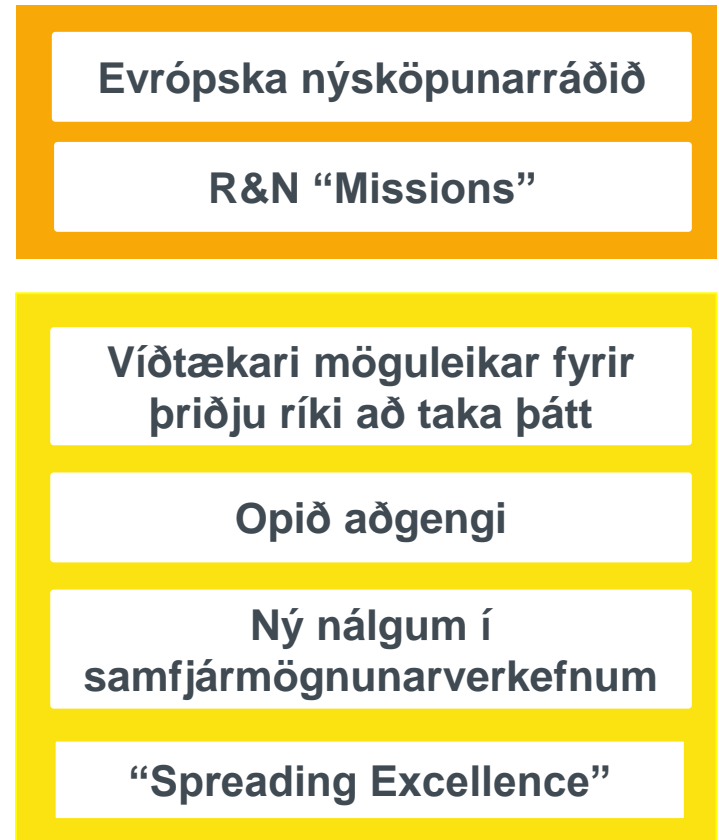 Evrópska nýsköpunarráðið
R&N “Missions”
Víðtækari möguleikar fyrir
þriðju ríki að taka þátt
Opið aðgengi
Ný nálgum í
samfjármögnunarverkefnum
“Spreading Excellence”